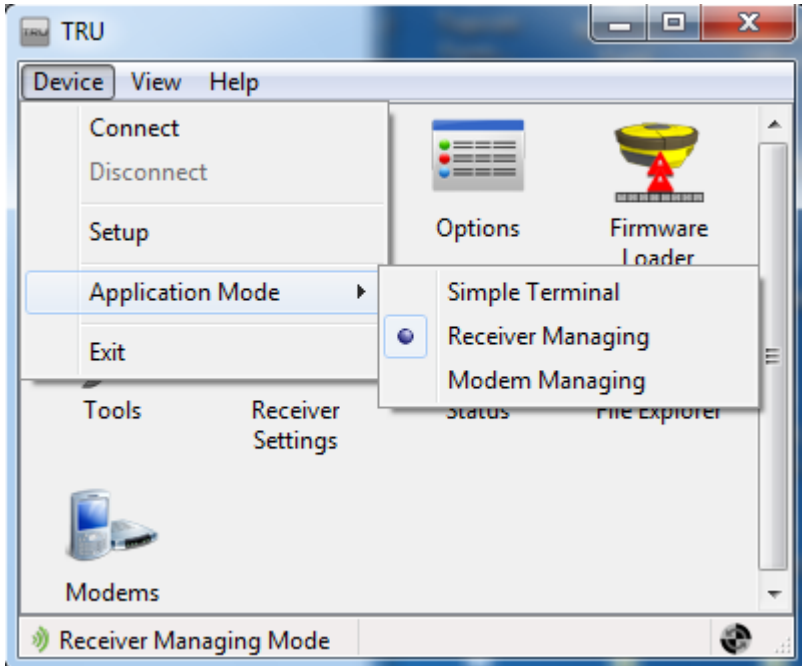 TRU
Device View Help
Connect
Disconnect
Setup
Application Mode
Exit
Options
Firmware
Loader
Simple Terminal
Receiver Managing
Modem Managing
Tools
Receiver
Settings
Status
File Explorer
Modems
Receiver Managing Mode